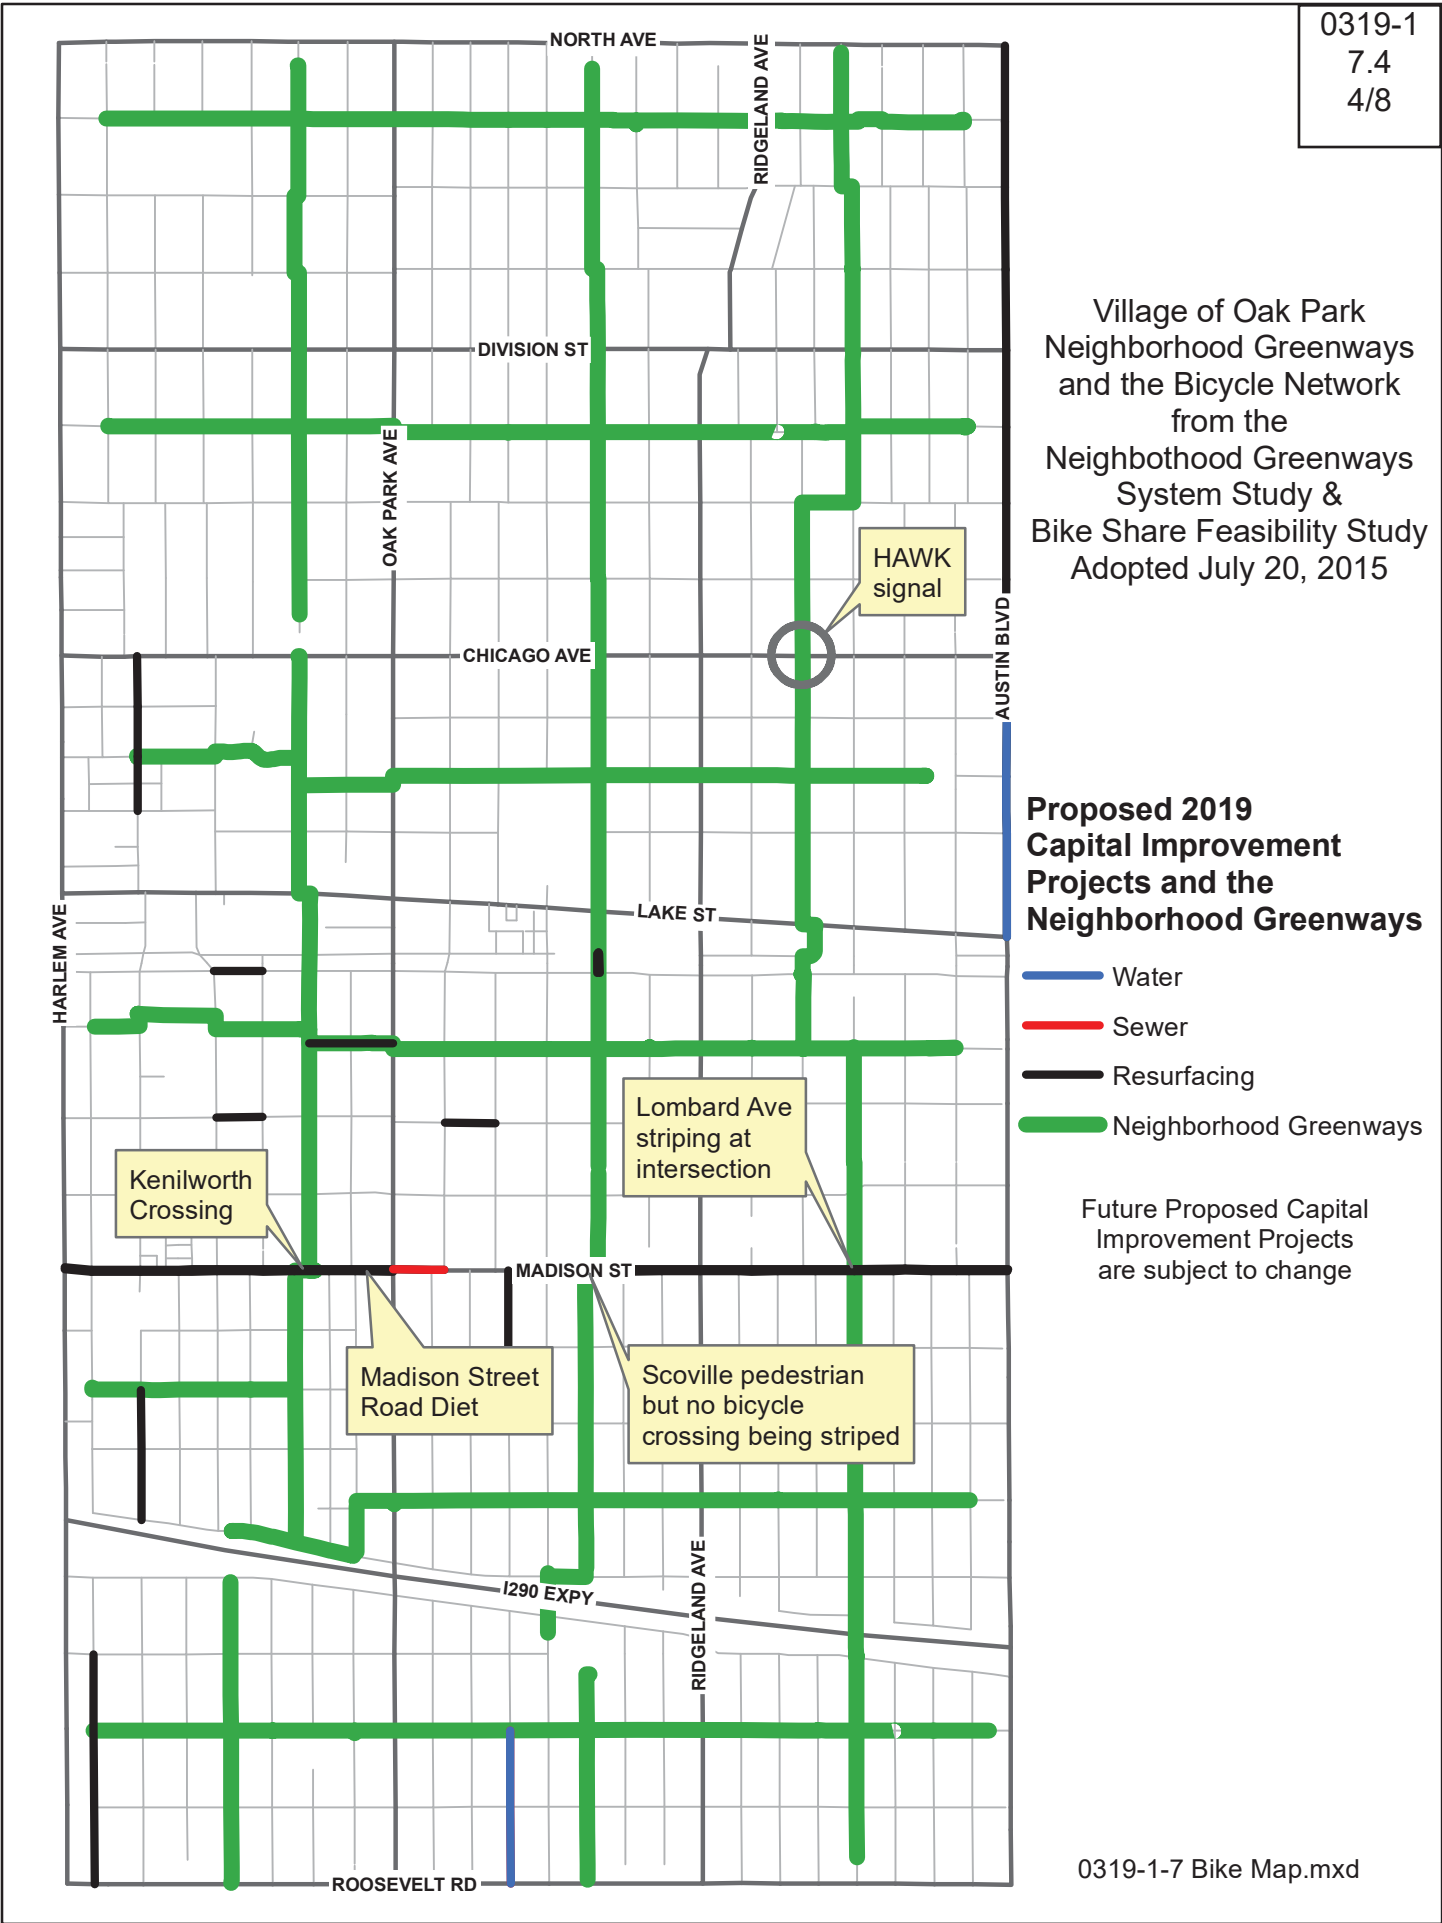 0319-1
7.4
4/8
NORTH AVE
RIDGELAND AVE
Village of Oak Park
Neighborhood Greenways
and the Bicycle Network
from the
Neighbothood Greenways
System Study &
Bike Share Feasibility Study
Adopted July 20, 2015
DIVISION ST
OAK PARK AVE
HAWK
signal
AUSTIN BLVD
CHICAGO AVE
Proposed 2019
Capital Improvement
Projects and the
Neighborhood Greenways
LAKE ST
HARLEM AVE
Water
Sewer
Resurfacing
Neighborhood Greenways
Lombard Ave
striping at
intersection
Kenilworth
Crossing
Future Proposed Capital
Improvement Projects
are subject to change
MADISON ST
Madison Street
Road Diet
Scoville pedestrian
but no bicycle
crossing being striped
I290 EXPY
RIDGELAND AVE
ROOSEVELT RD
0319-1-7 Bike Map.mxd